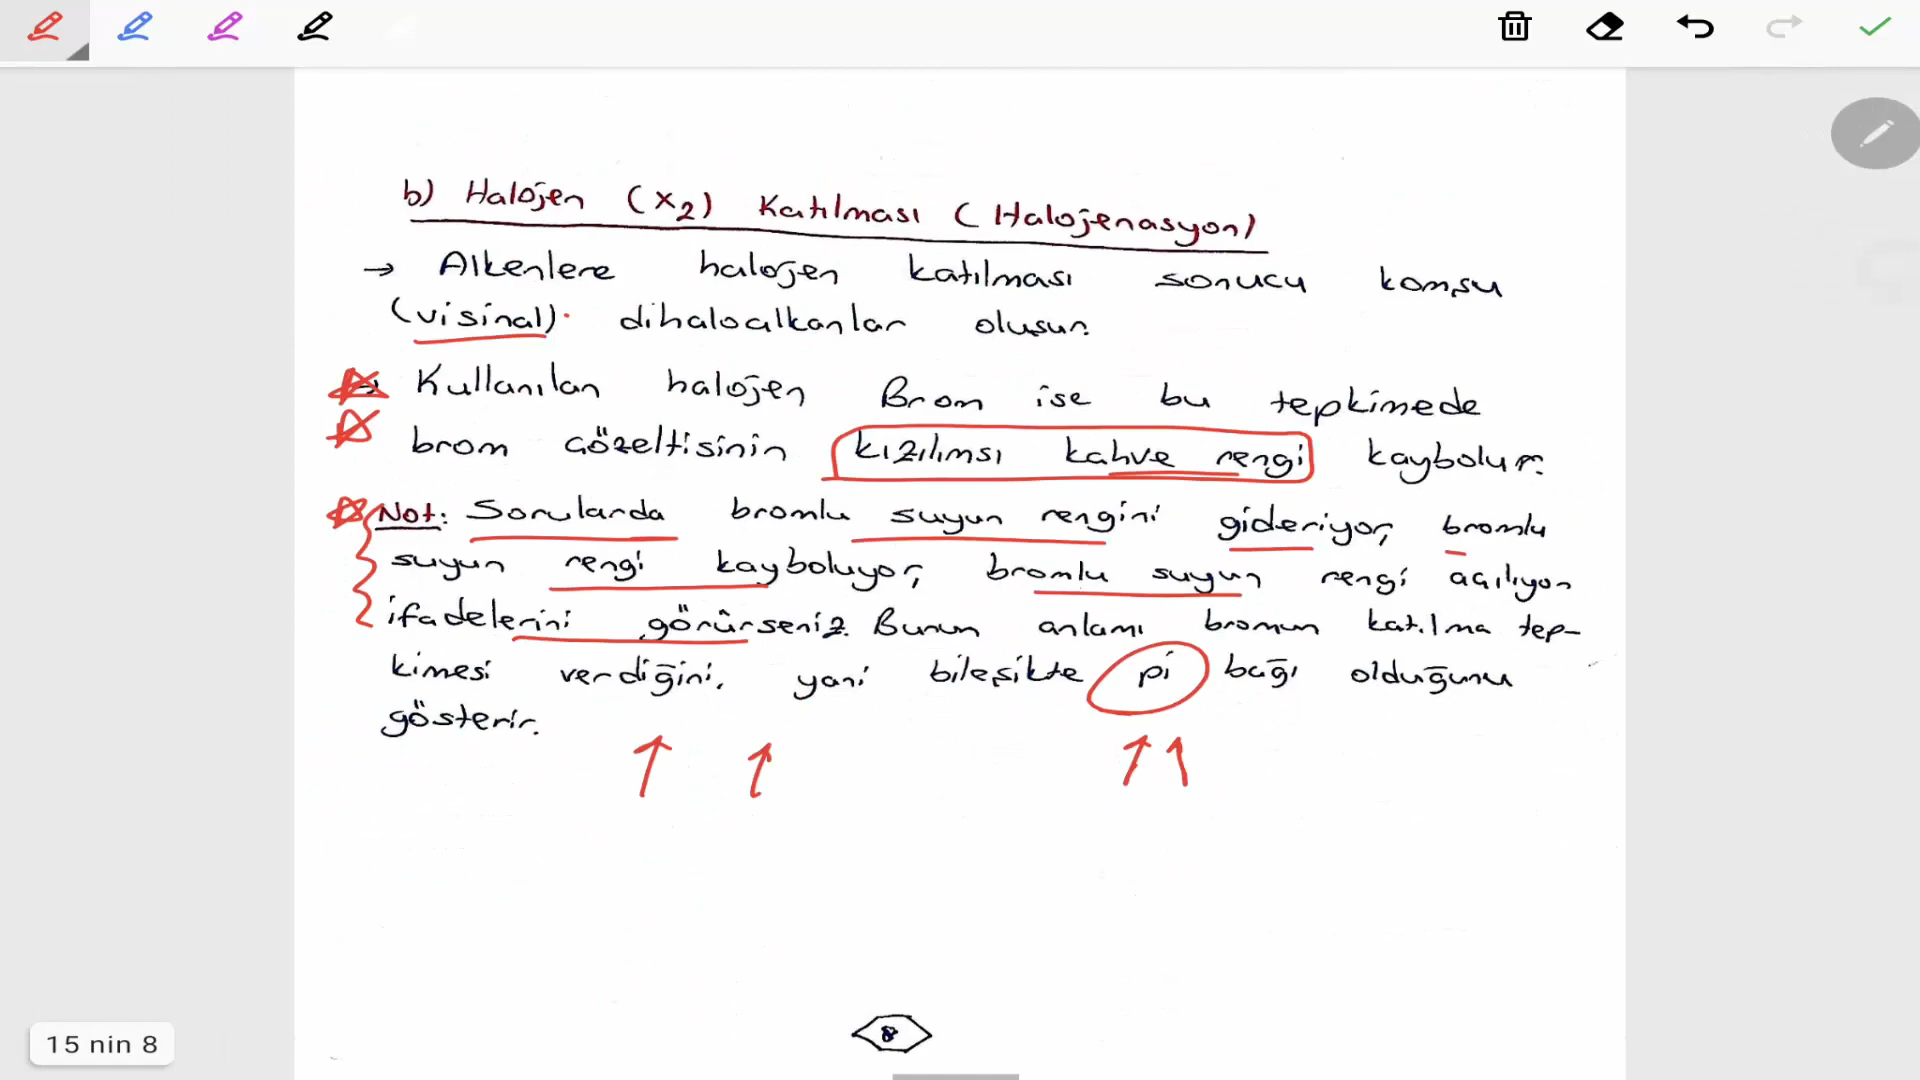 b) Halojen (X2) Katılması (Halojenasyon)
→ Alkenlere halojen katılması sonucu komşu
(visinal) dihaloalkanlar oluşur.
→ Kullanılan halojen Brom ise bu tepkimede
brom çözeltisinin kızılımsı kahve rengi kaybolur.
Not: Sorularda bromlu suyun rengini gideriyor, bromlu
suyun rengi kayboluyor, bromlu suyun rengi açılıyor
ifadelerini görürseniz. Bunun anlamı bromun katılma tep-
kimesi verdiğini, yani bileşikte pi bağı olduğunu
gösterir.
8
15 nin 8